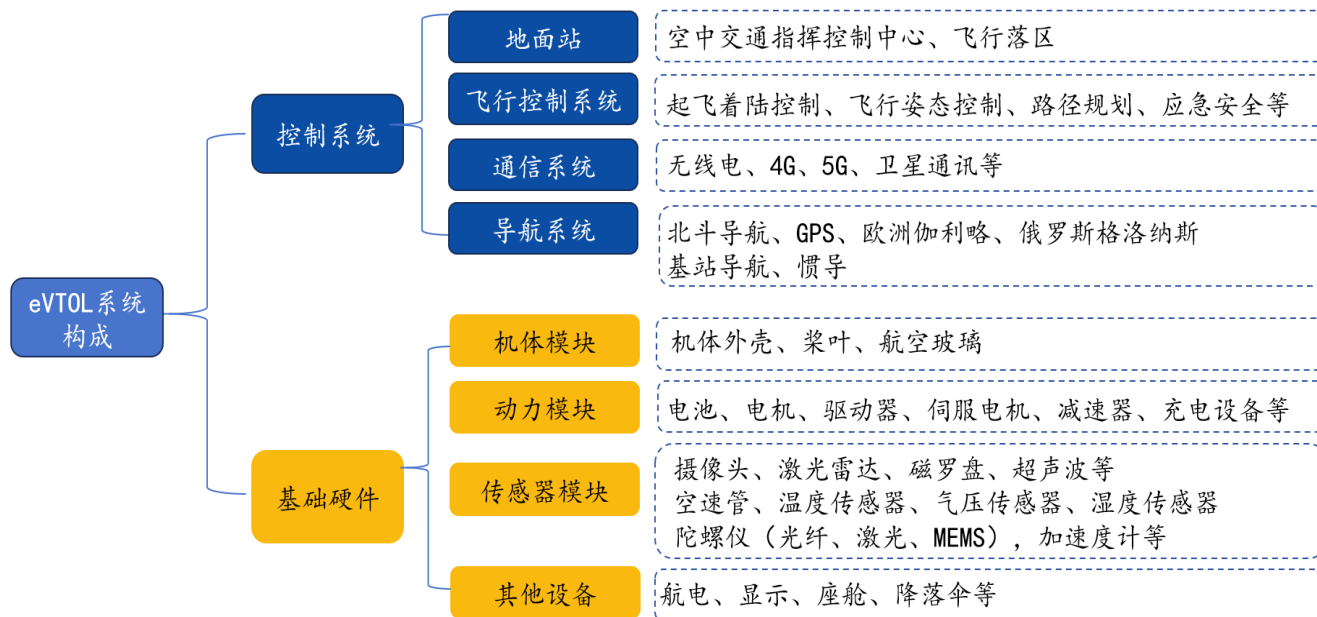 eVTOL系统
构成
控制系统
地面站
空中交通指挥控制中心、飞行落区
飞行控制系统
起飞着陆控制、飞行姿态控制、路径规划、应急安全等
通信系统
无线电、4G、5G、卫星通讯等
导航系统
北斗导航、GPS、欧洲伽利略、俄罗斯格洛纳斯
基站导航、惯导
基础硬件
机体模块
机体外壳、桨叶、航空玻璃
动力模块
电池、电机、驱动器、伺服电机、减速器、充电设备等
传感器模块
摄像头、激光雷达、磁罗盘、超声波等
空速管、温度传感器、气压传感器、湿度传感器
陀螺仪（光纤、激光、MEMS），加速度计等
其他设备
航电、显示、座舱、降落伞等